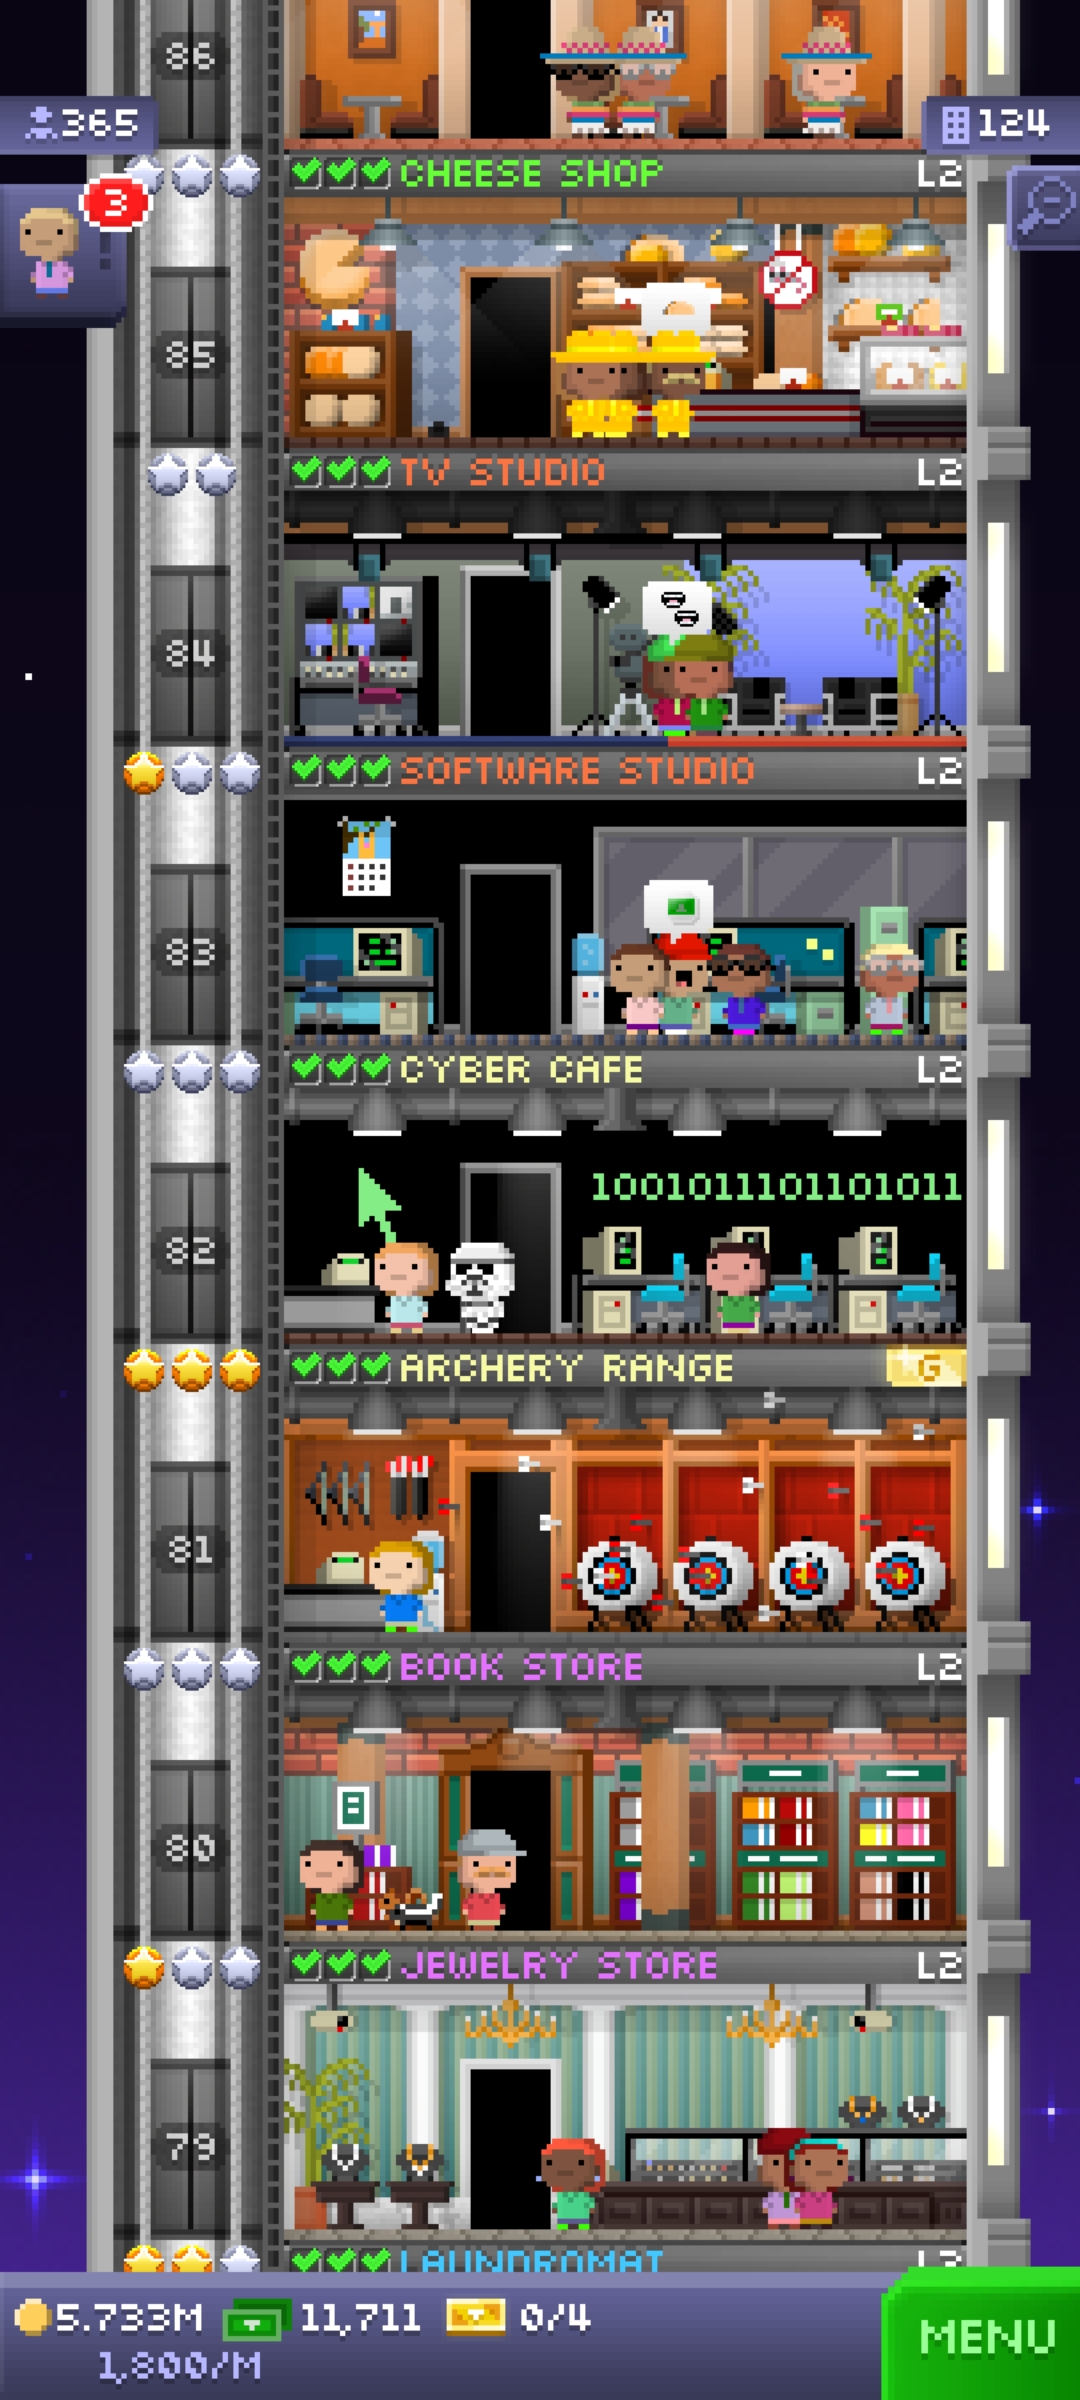 86
365
124
CHEESE SHOP L2
3
85
TV STUDIO L2
84
SOFTWARE STUDIO L2
83
CYBER CAFE L2
1001011101101011
82
ARCHERY RANGE G
81
BOOK STORE L2
8
80
JEWELRY STORE L2
79
LAUNDROMAT L3
5.733M 11,711 0/4
1,800/M
MENU